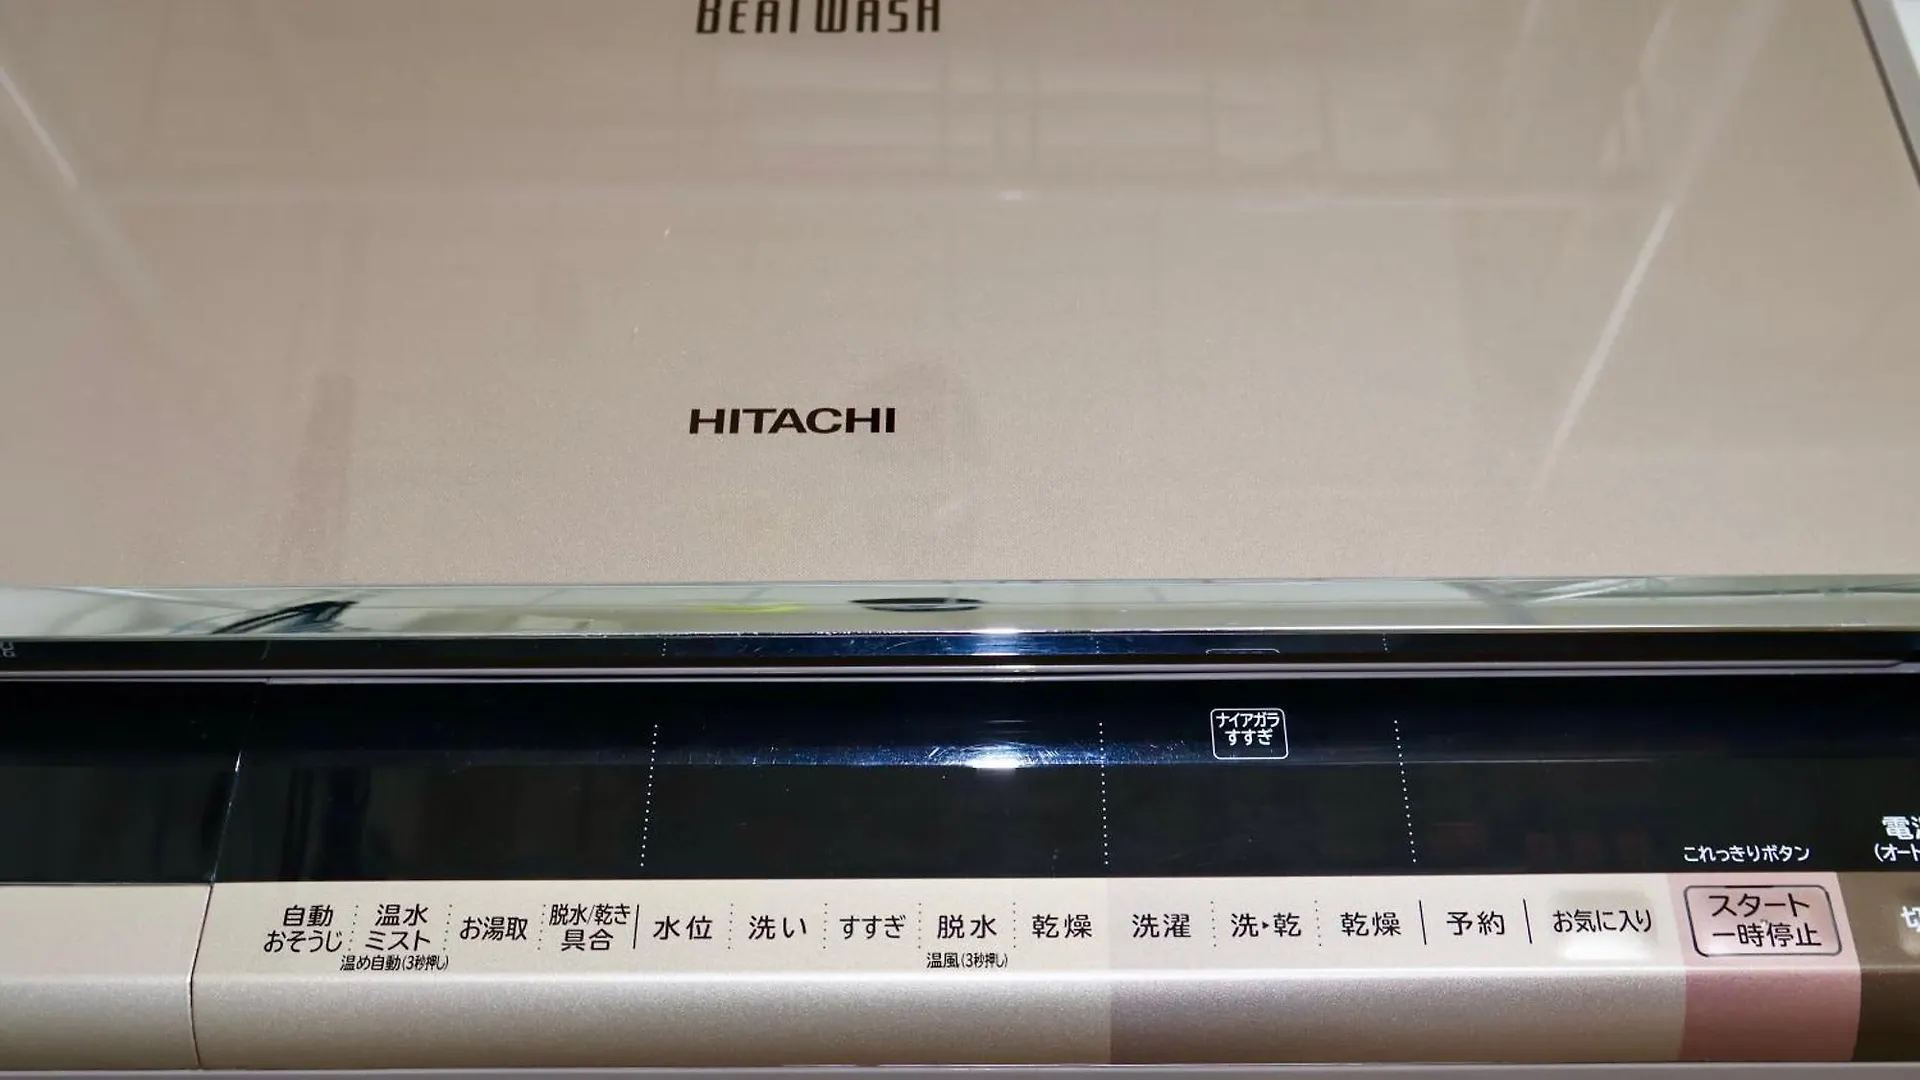 BEATWASH
HITACHI
ナイアガラ
すすぎ
これっきりボタン
自動
おそうじ
温水
ミスト
温め自動(3秒押し)
お湯取
脱水/乾き
具合
水位
洗い
すすぎ
脱水
温風(3秒押し)
乾燥
洗濯
洗▸乾
乾燥
予約
お気に入り
スタート
一時停止